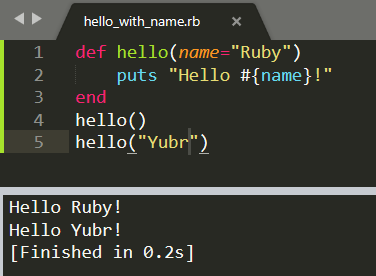 hello_with_name.rb
1 def hello(name="Ruby")
2     puts "Hello #{name}!"
3 end
4 hello()
5 hello("Yubr")
Hello Ruby!
Hello Yubr!
[Finished in 0.2s]